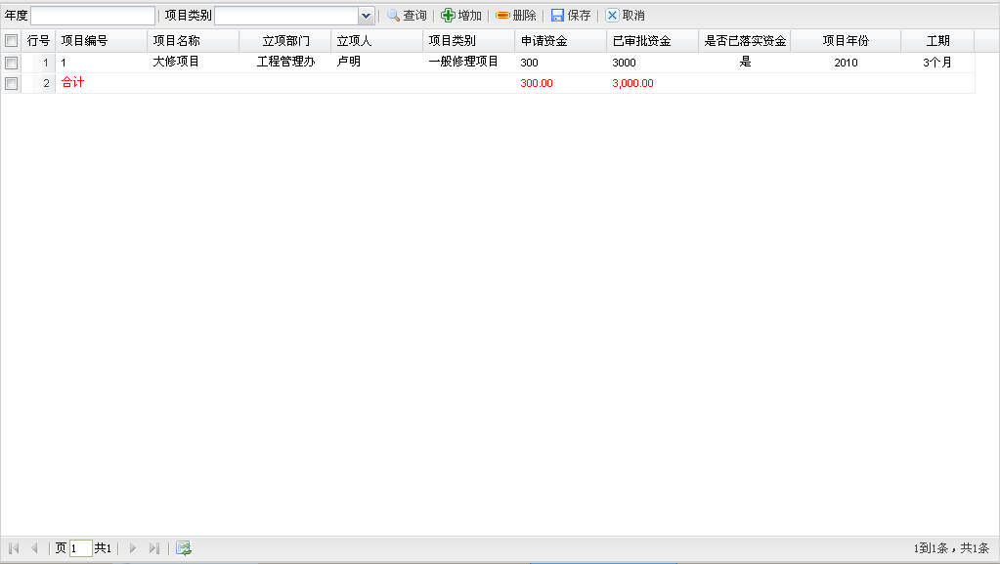 年度 项目类别 查询 增加 删除 保存 取消
行号 项目编号 项目名称 立项部门 立项人 项目类别 申请资金 已审批资金 是否已落实资金 项目年份 工期
1 1 大修项目 工程管理办 卢明 一般修理项目 300 3000 是 2010 3个月
2 合计 300.00 3,000.00
页 1 共1 1到1条，共1条